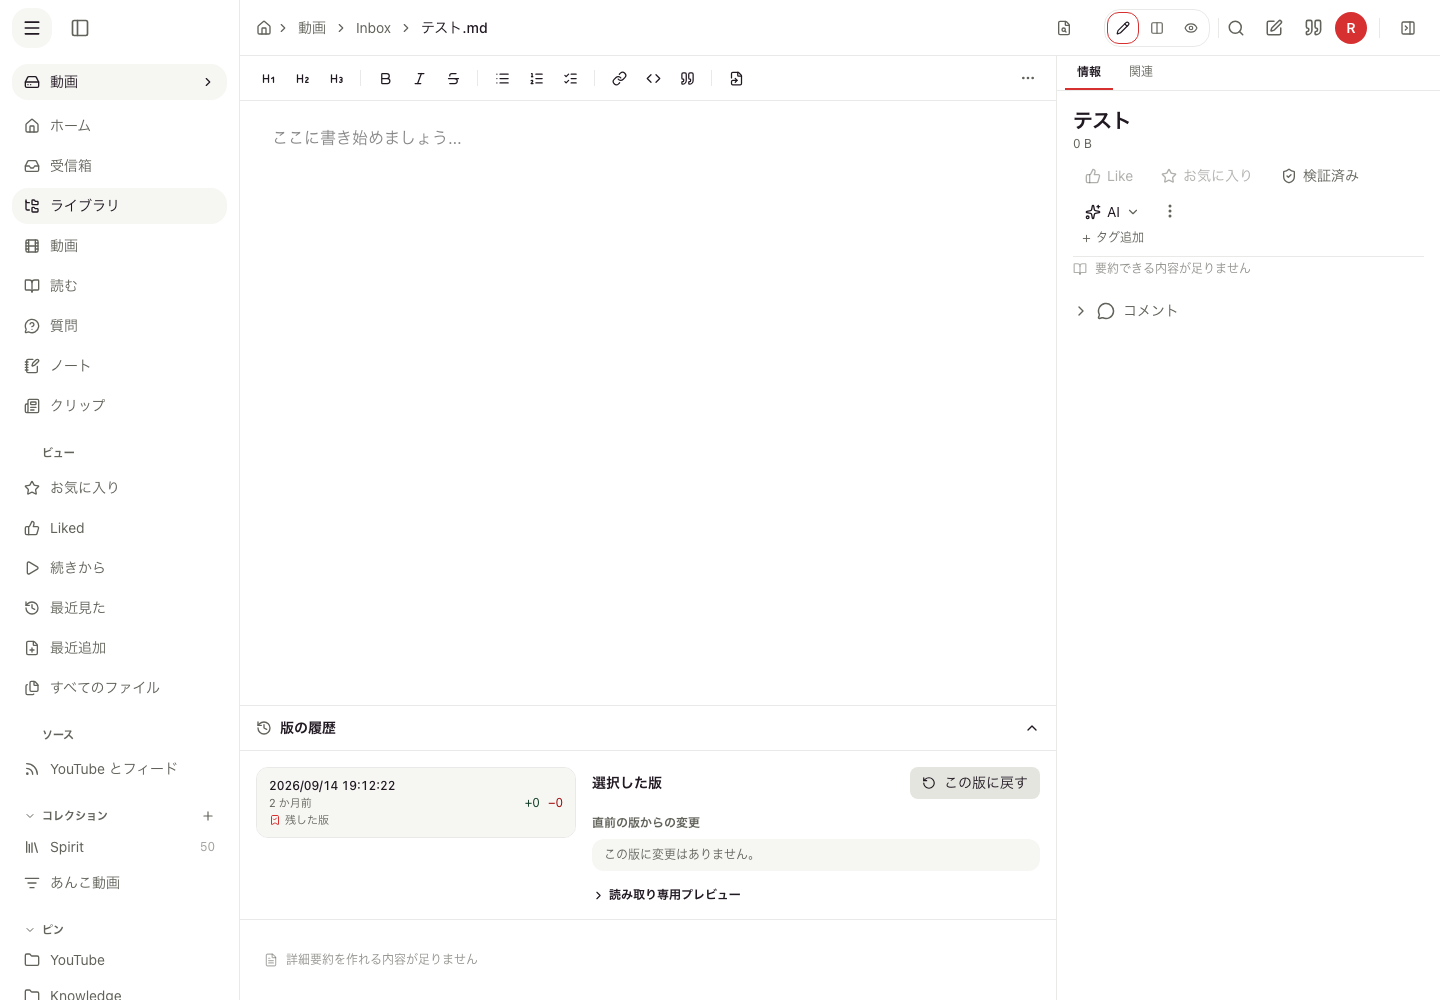 動画
ホーム
受信箱
ライブラリ
動画
読む
質問
ノート
クリップ
ビュー
お気に入り
Liked
続きから
最近見た
最近追加
すべてのファイル
ソース
YouTube とフィード
コレクション
Spirit 50
あんこ動画
ピン
YouTube
Knowledge
動画 Inbox テスト.md
R
H1 H2 H3 B I S
ここに書き始めましょう...
版の履歴
2026/09/14 19:12:22
2 か月前 +0 −0
残した版
選択した版 この版に戻す
直前の版からの変更
この版に変更はありません。
読み取り専用プレビュー
詳細要約を作れる内容が足りません
情報 関連
テスト
0 B
Like お気に入り 検証済み
AI
+ タグ追加
要約できる内容が足りません
コメント